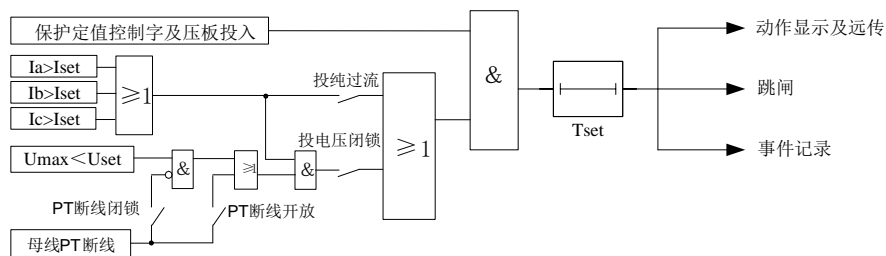 保护定值控制字及压板投入
&
动作显示及远传
Ia>Iset
Ib>Iset
Ic>Iset
≥1
投纯过流
≥1
Tset
跳闸
投电压闭锁
事件记录
Umax＜Uset
&
≥1
&
PT断线闭锁
PT断线开放
母线PT断线